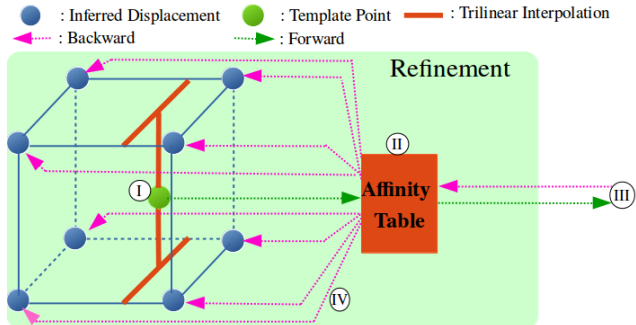 : Inferred Displacement : Template Point : Trilinear Interpolation
: Backward : Forward
Refinement
II
Affinity
Table
I
III
IV